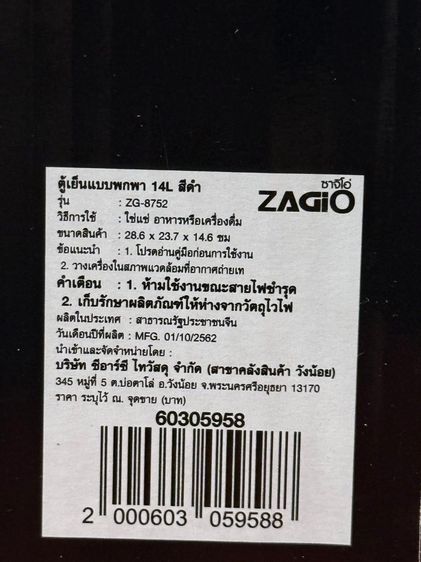 ตู้เย็นแบบพกพา 14L สีดำ
ซาจิโอ่
ZAGiO
รุ่น : ZG-8752
วิธีการใช้ : ใช่แช่ อาหารหรือเครื่องดื่ม
ขนาดสินค้า : 28.6 x 23.7 x 14.6 ซม
ข้อแนะนำ : 1. โปรดอ่านคู่มือก่อนการใช้งาน
2. วางเครื่องในสภาพแวดล้อมที่อากาศถ่ายเท
คำเตือน : 1. ห้ามใช้งานขณะสายไฟชำรุด
2. เก็บรักษาผลิตภัณฑ์ให้ห่างจากวัตถุไวไฟ
ผลิตในประเทศ : สาธารณรัฐประชาชนจีน
วันเดือนปีที่ผลิต : MFG. 01/10/2562
นำเข้าและจัดจำหน่ายโดย :
บริษัท ซีอาร์ซี ไทวัสดุ จำกัด (สาขาคลังสินค้า วังน้อย)
345 หมู่ที่ 5 ต.บ่อตาโล่ อ.วังน้อย จ.พระนครศรีอยุธยา 13170
ราคา ระบุไว้ ณ. จุดขาย (บาท)
60305958
2 000603 059588